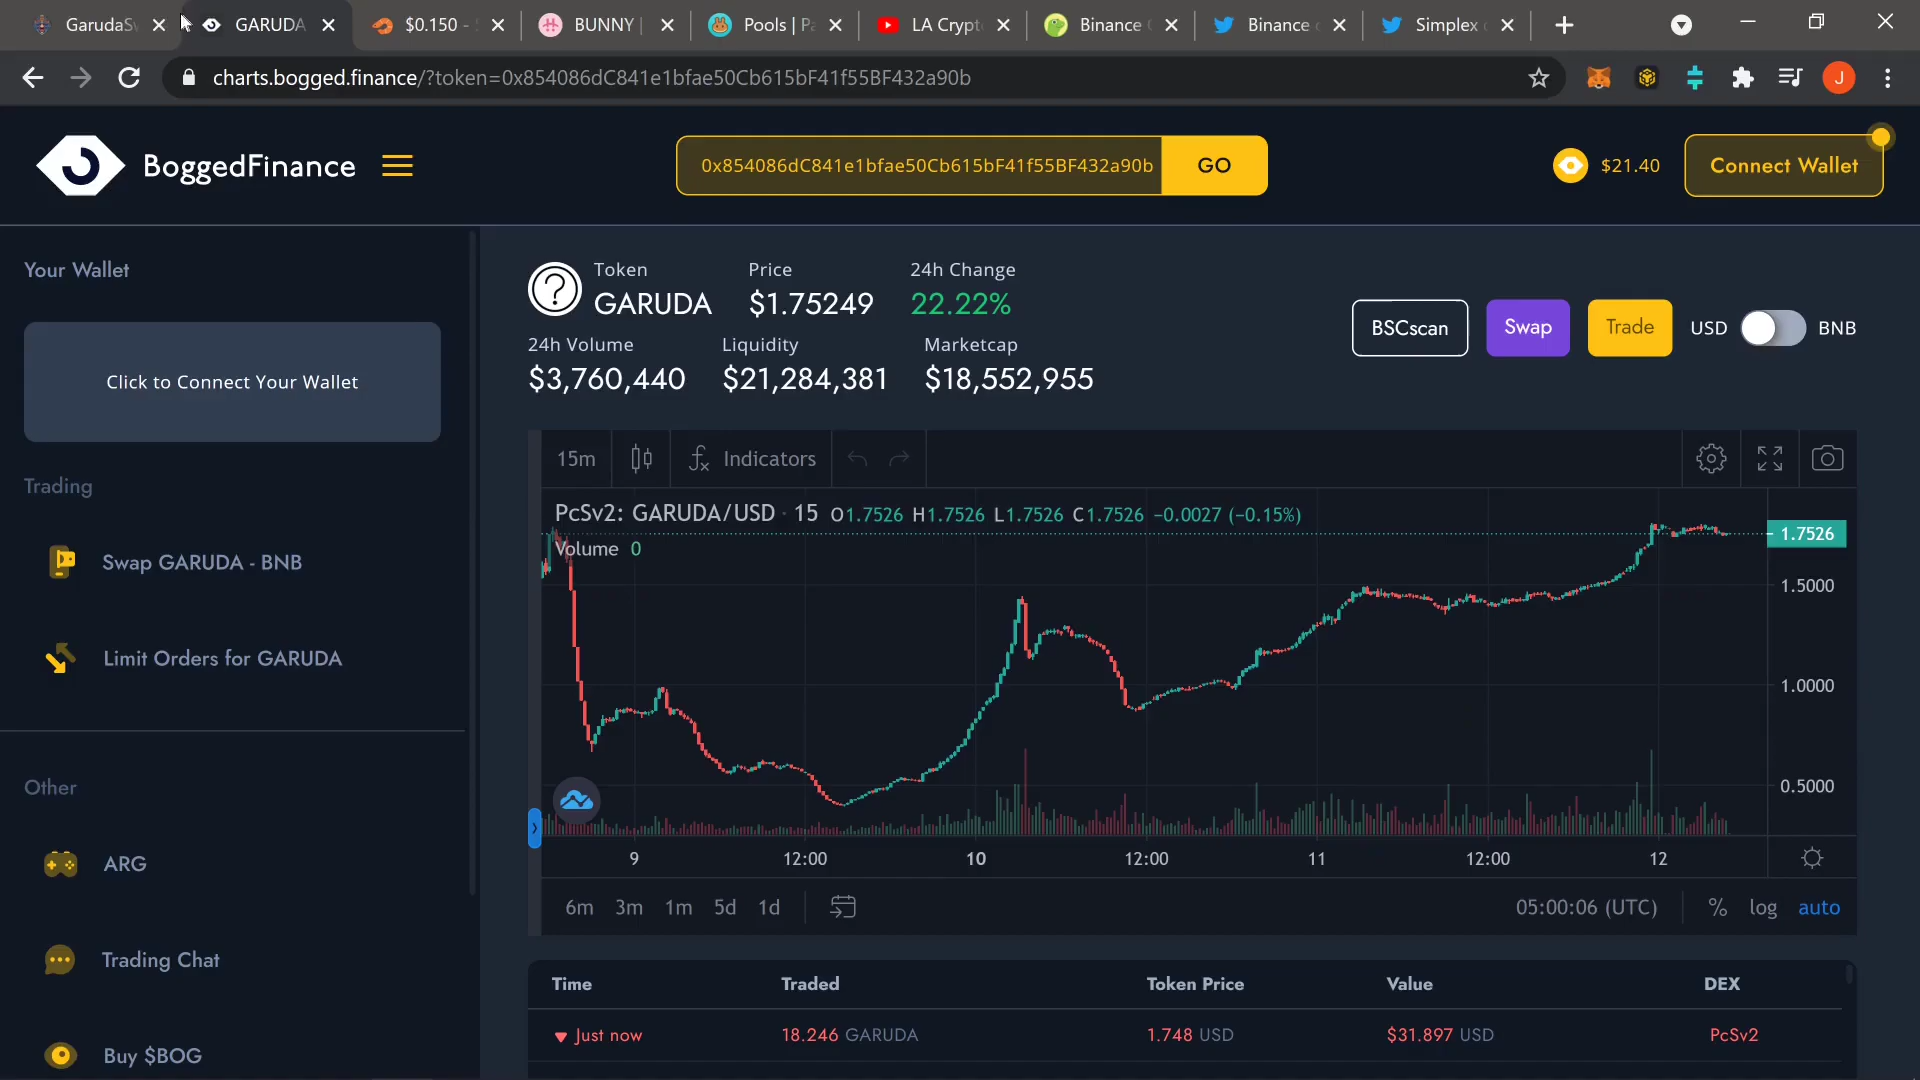 GarudaSw
GARUDA
$0.150 -
BUNNY |
Pools | Pa
LA Crypt
Binance
Binance
Simplex
charts.bogged.finance/?token=0x854086dC841e1bfae50Cb615bF41f55BF432a90b
J
BoggedFinance
0x854086dC841e1bfae50Cb615bF41f55BF432a90b
GO
$21.40
Connect Wallet
Your Wallet
Click to Connect Your Wallet
Trading
Swap GARUDA - BNB
Limit Orders for GARUDA
Other
ARG
Trading Chat
Buy $BOG
Token Price 24h Change
GARUDA $1.75249 22.22%
24h Volume Liquidity Marketcap
$3,760,440 $21,284,381 $18,552,955
BSCscan Swap Trade USD BNB
15m Indicators
PcSv2: GARUDA/USD · 15 O1.7526 H1.7526 L1.7526 C1.7526 −0.0027 (−0.15%)
Volume 0
1.7526
1.5000
1.0000
0.5000
9 12:00 10 12:00 11 12:00 12
6m 3m 1m 5d 1d 05:00:06 (UTC) % log auto
Time Traded Token Price Value DEX
Just now 18.246 GARUDA 1.748 USD $31.897 USD PcSv2